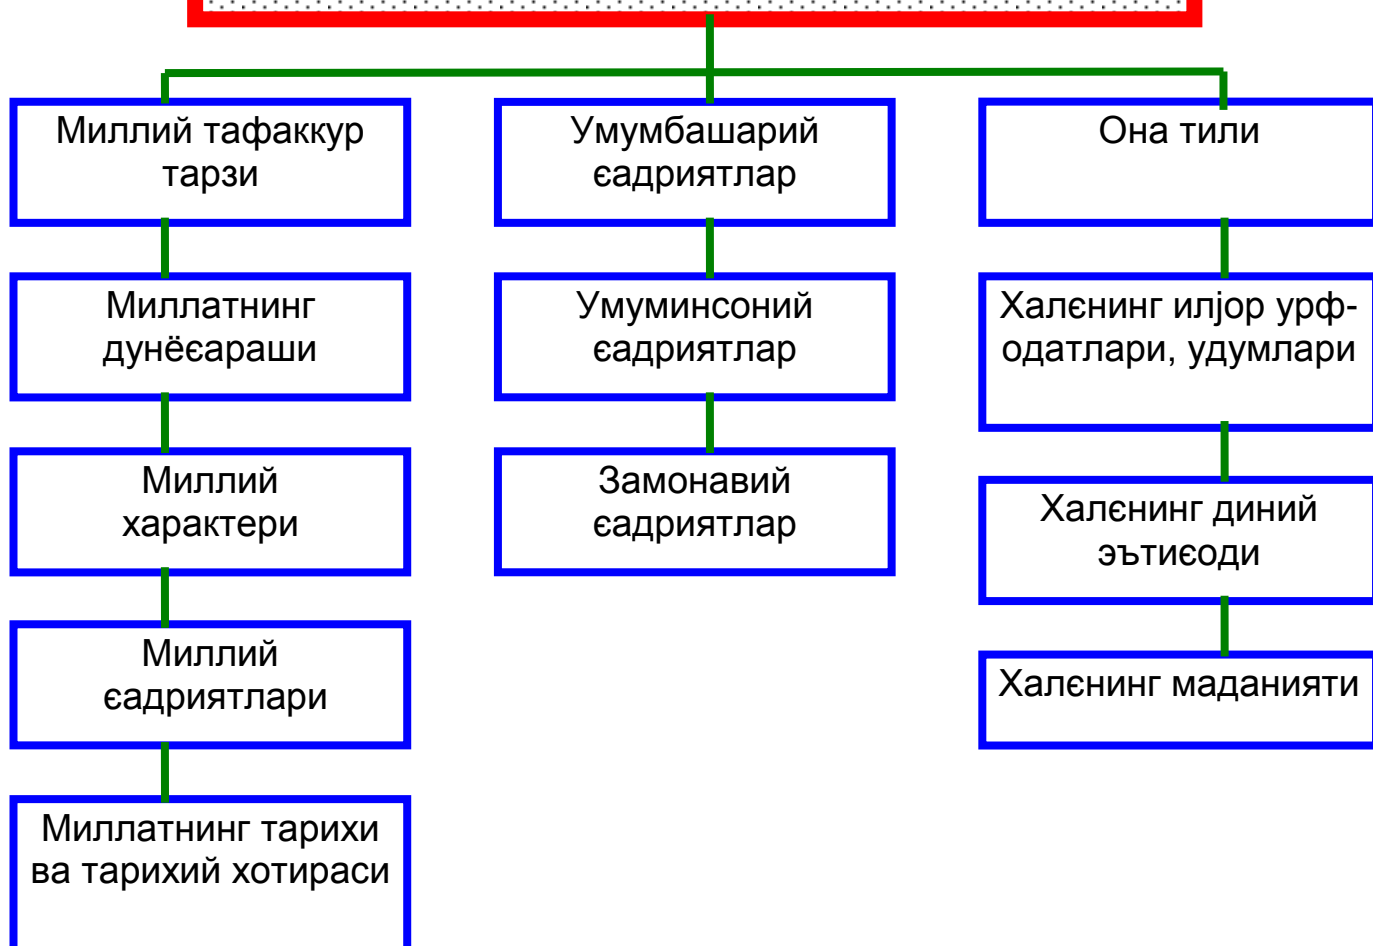 Миллий тафаккур
тарзи
Миллатнинг
дунёєараши
Миллий
характери
Миллий
єадриятлари
Миллатнинг тарихи
ва тарихий хотираси
Умумбашарий
єадриятлар
Умуминсоний
єадриятлар
Замонавий
єадриятлар
Она тили
Халєнинг илјор урф-
одатлари, удумлари
Халєнинг диний
эътиєоди
Халєнинг маданияти